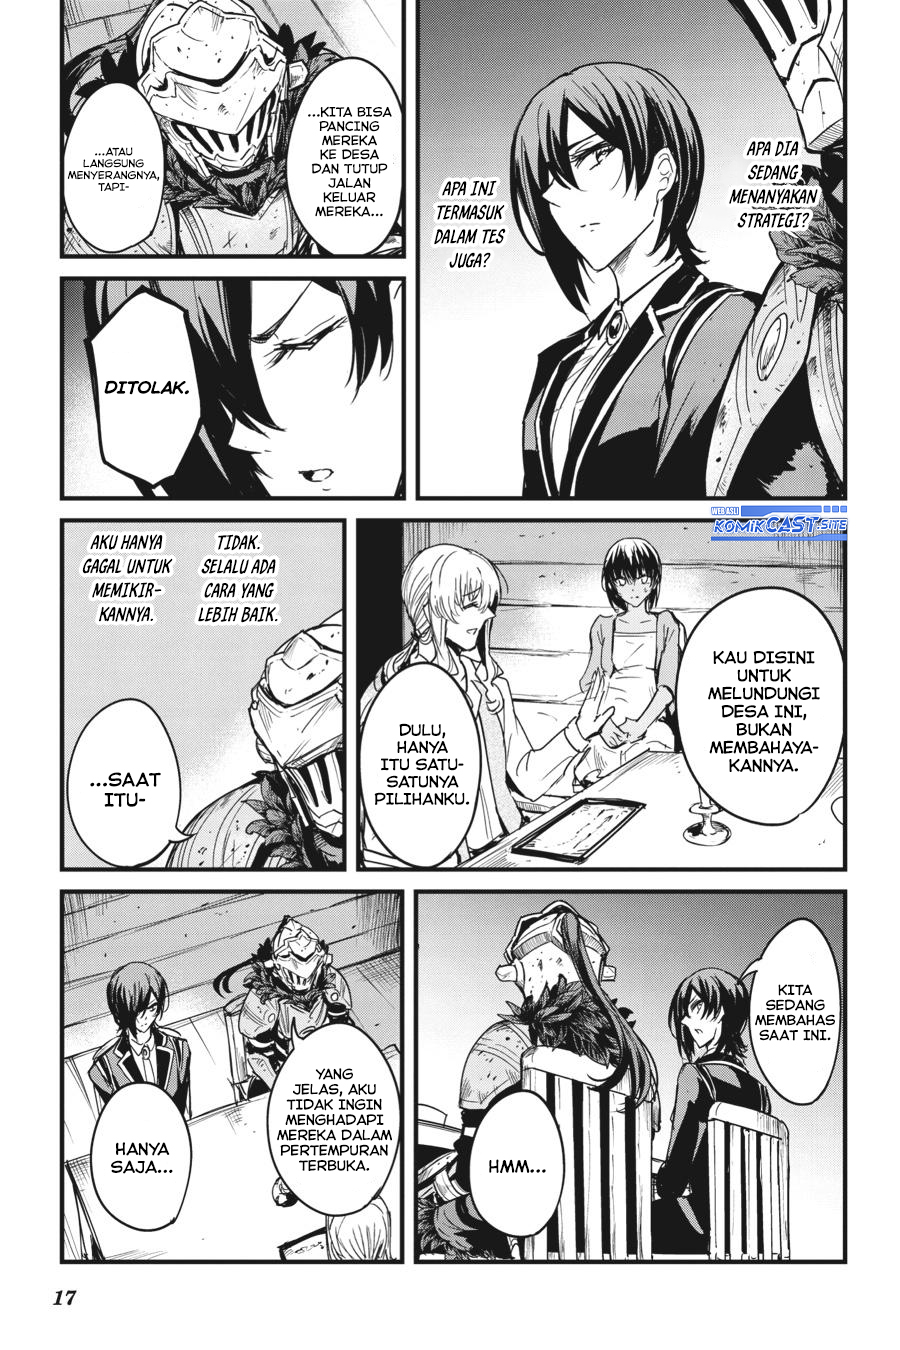 APA DIA
SEDANG
MENANYAKAN
STRATEGI?
APA INI
TERMASUK
DALAM TES
JUGA?
...KITA BISA
PANCING
MEREKA
KE DESA
DAN TUTUP
JALAN
KELUAR
MEREKA...
...ATAU
LANGSUNG
MENYERANGNYA,
TAPI-
DITOLAK.
WEB ASLI
KOMIKCAST.SITE
KAU DISINI
UNTUK
MELUNDUNGI
DESA INI,
BUKAN
MEMBAHAYA-
KANNYA.
DULU,
HANYA
ITU SATU-
SATUNYA
PILIHANKU.
TIDAK.
SELALU ADA
CARA YANG
LEBIH BAIK.
AKU HANYA
GAGAL UNTUK
MEMIKIR-
KANNYA.
...SAAT
ITU-
KITA
SEDANG
MEMBAHAS
SAAT INI.
HMM...
YANG
JELAS, AKU
TIDAK INGIN
MENGHADAPI
MEREKA DALAM
PERTEMPURAN
TERBUKA.
HANYA
SAJA...
17